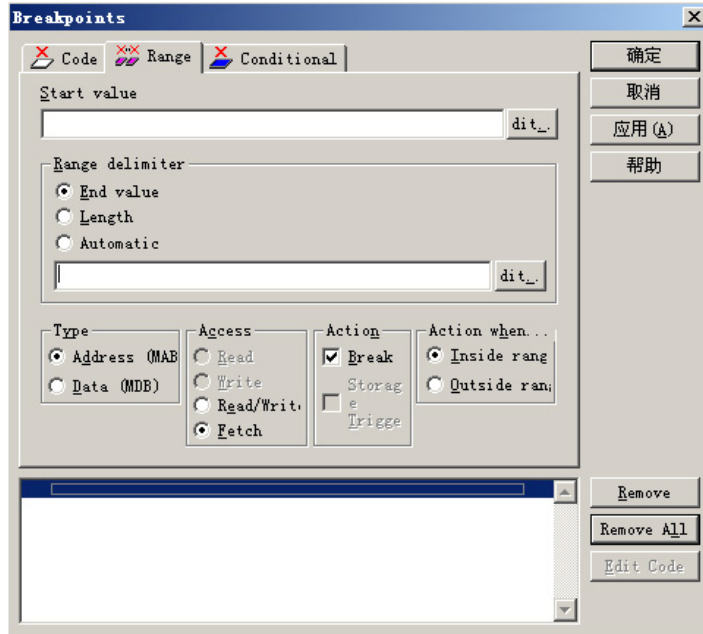 Breakpoints
Code
Range
Conditional
Start value
dit_.
Range delimiter
End value
Length
Automatic
dit_.
Type
Address (MAB
Data (MDB)
Access
Read
Write
Read/Writ
Fetch
Action
Break
Storag
e
Trigge
Action when...
Inside rang
Outside ran
确定
取消
应用(A)
帮助
Remove
Remove All
Edit Code